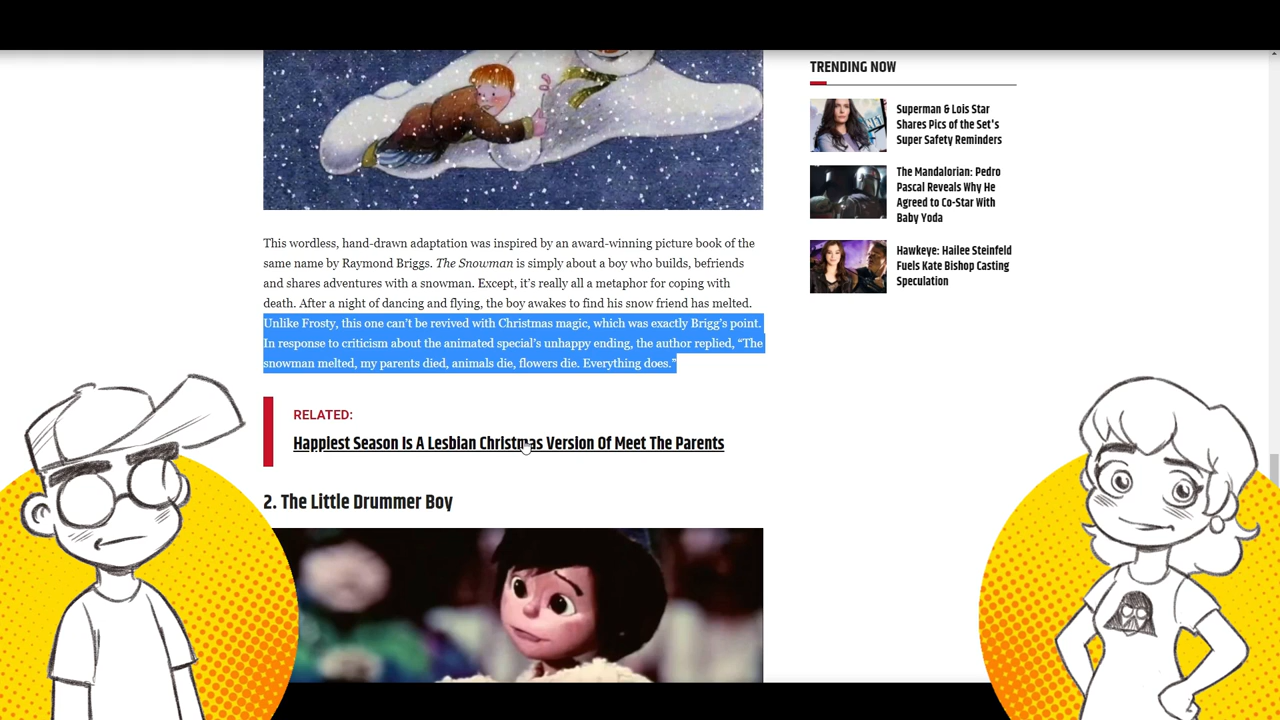 This wordless, hand-drawn adaptation was inspired by an award-winning picture book of the
same name by Raymond Briggs. The Snowman is simply about a boy who builds, befriends
and shares adventures with a snowman. Except, it's really all a metaphor for coping with
death. After a night of dancing and flying, the boy awakes to find his snow friend has melted.
Unlike Frosty, this one can't be revived with Christmas magic, which was exactly Brigg's point.
In response to criticism about the animated special's unhappy ending, the author replied, “The
snowman melted, my parents died, animals die, flowers die. Everything does.”
RELATED:
Happiest Season Is A Lesbian Christmas Version Of Meet The Parents
2. The Little Drummer Boy
TRENDING NOW
Superman & Lois Star
Shares Pics of the Set's
Super Safety Reminders
The Mandalorian: Pedro
Pascal Reveals Why He
Agreed to Co-Star With
Baby Yoda
Hawkeye: Hailee Steinfeld
Fuels Kate Bishop Casting
Speculation